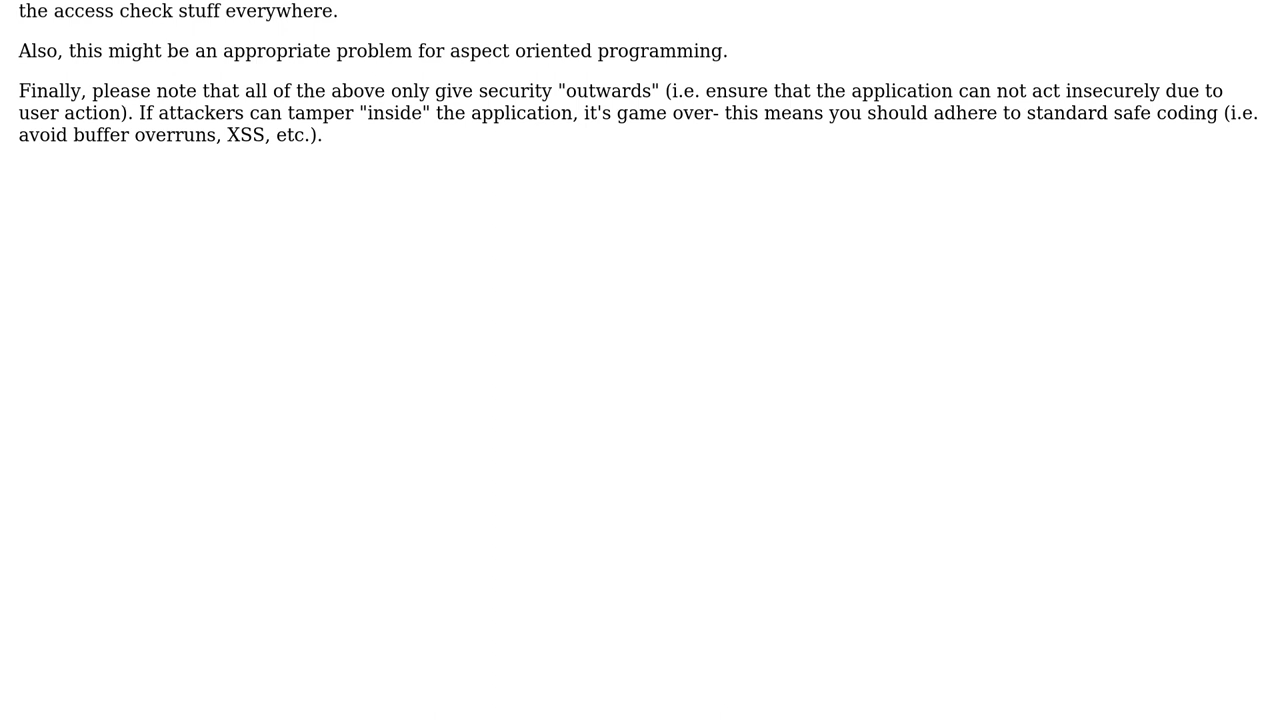 the access check stuff everywhere.
Also, this might be an appropriate problem for aspect oriented programming.
Finally, please note that all of the above only give security "outwards" (i.e. ensure that the application can not act insecurely due to
user action). If attackers can tamper "inside" the application, it's game over- this means you should adhere to standard safe coding (i.e.
avoid buffer overruns, XSS, etc.).